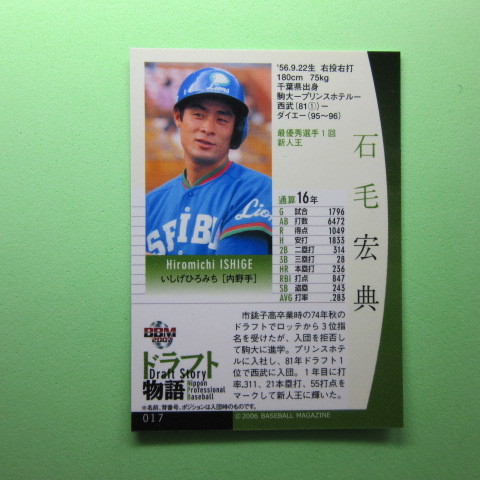 '56.9.22生 右投右打
180cm 75kg
千葉県出身
駒大ープリンスホテルー
西武(81①)ー
ダイエー(95〜96)
最優秀選手1回
新人王
石毛宏典
SEIBU
Lions
Hiromichi ISHIGE
いしげひろみち [内野手]
通算16年
G 試合 1796
AB 打数 6472
R 得点 1049
H 安打 1833
2B 二塁打 314
3B 三塁打 28
HR 本塁打 236
RBI 打点 847
SB 盗塁 243
AVG 打率 .283
市銚子高卒業時の74年秋の
ドラフトでロッテから3位指
名を受けたが、入団を拒否し
て駒大に進学。プリンスホテ
ルに入社し、81年ドラフト1
位で西武に入団。1年目に打
率.311、21本塁打、55打点を
マークして新人王に輝いた。
BBM
2007
ドラフト
Draft Story
物語
Nippon
Professional
Baseball
※名前、背番号、ポジションは入団時のものです。
017
© 2006 BASEBALL MAGAZINE